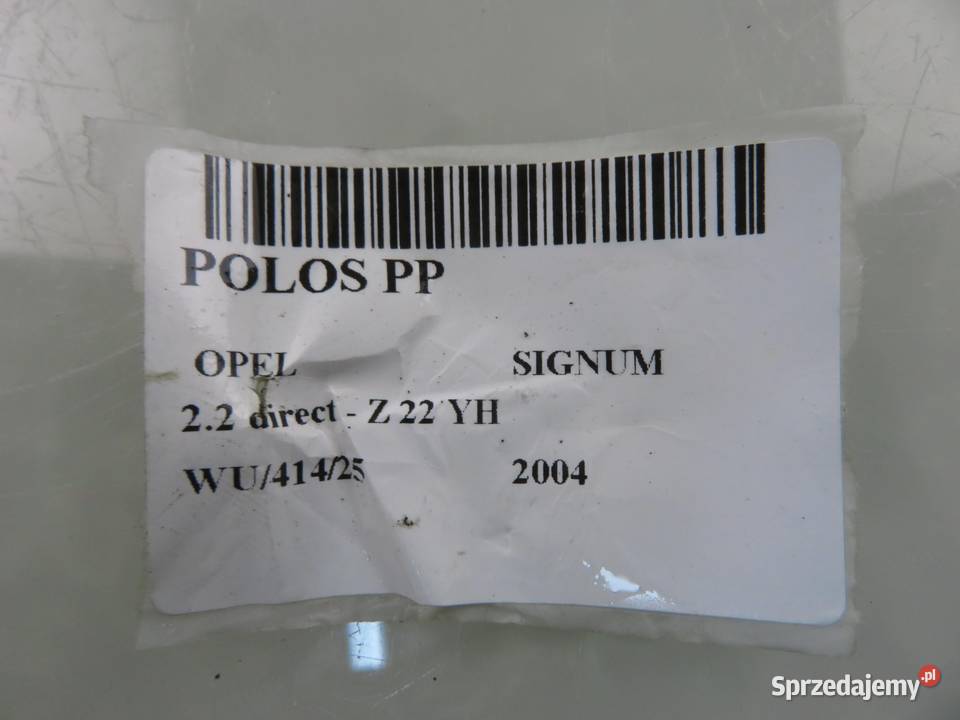 POLOS PP
OPEL SIGNUM
2.2 direct - Z 22 YH
WU/414/25 2004
Sprzedajemy.pl